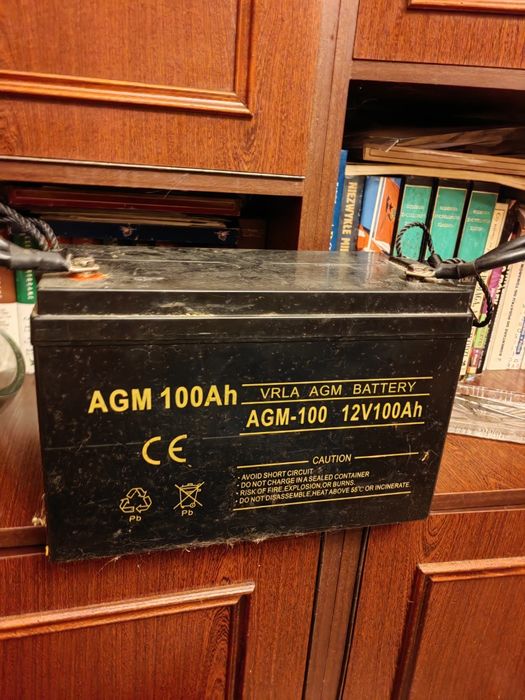 NIEZWYKŁE
AGM 100Ah
VRLA AGM BATTERY
AGM-100 12V100Ah
CE
CAUTION
• AVOID SHORT CIRCUIT
• DO NOT CHARGE IN A SEALED CONTAINER
• RISK OF FIRE,EXPLOSION,OR BURNS.
• DO NOT DISASSEMBLE,HEAT ABOVE 55°C OR INCINERATE.
Pb
Pb